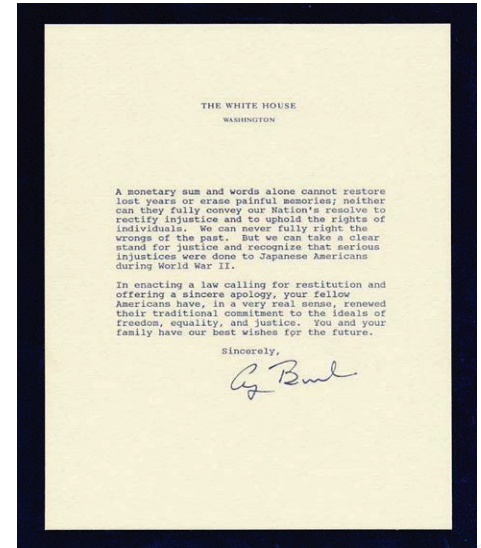 THE WHITE HOUSE
WASHINGTON
A monetary sum and words alone cannot restore
lost years or erase painful memories; neither
can they fully convey our Nation's resolve to
rectify injustice and to uphold the rights of
individuals. We can never fully right the
wrongs of the past. But we can take a clear
stand for justice and recognize that serious
injustices were done to Japanese Americans
during World War II.
In enacting a law calling for restitution and
offering a sincere apology, your fellow
Americans have, in a very real sense, renewed
their traditional commitment to the ideals of
freedom, equality, and justice. You and your
family have our best wishes for the future.
Sincerely,